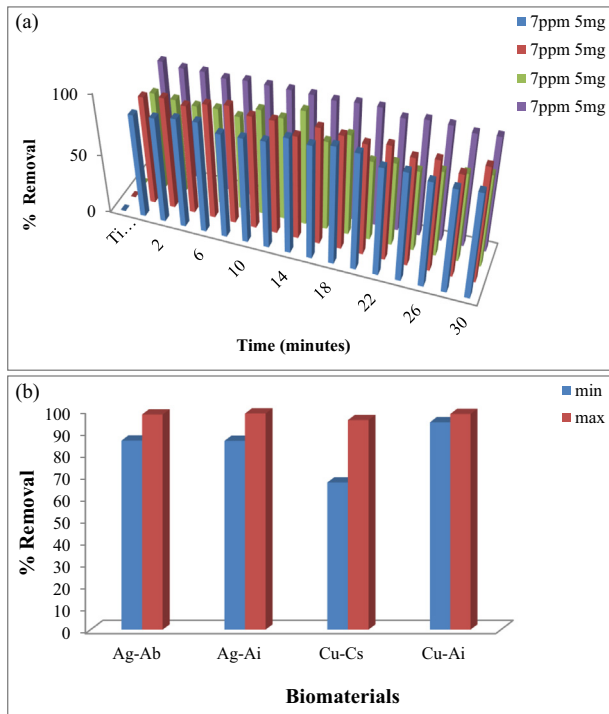 (a)
7ppm 5mg
7ppm 5mg
7ppm 5mg
7ppm 5mg
100
50
0
% Removal
Ti...
2
6
10
14
18
22
26
30
Time (minutes)
(b)
min
max
100
90
80
70
60
50
40
30
20
10
0
% Removal
Ag-Ab Ag-Ai Cu-Cs Cu-Ai
Biomaterials